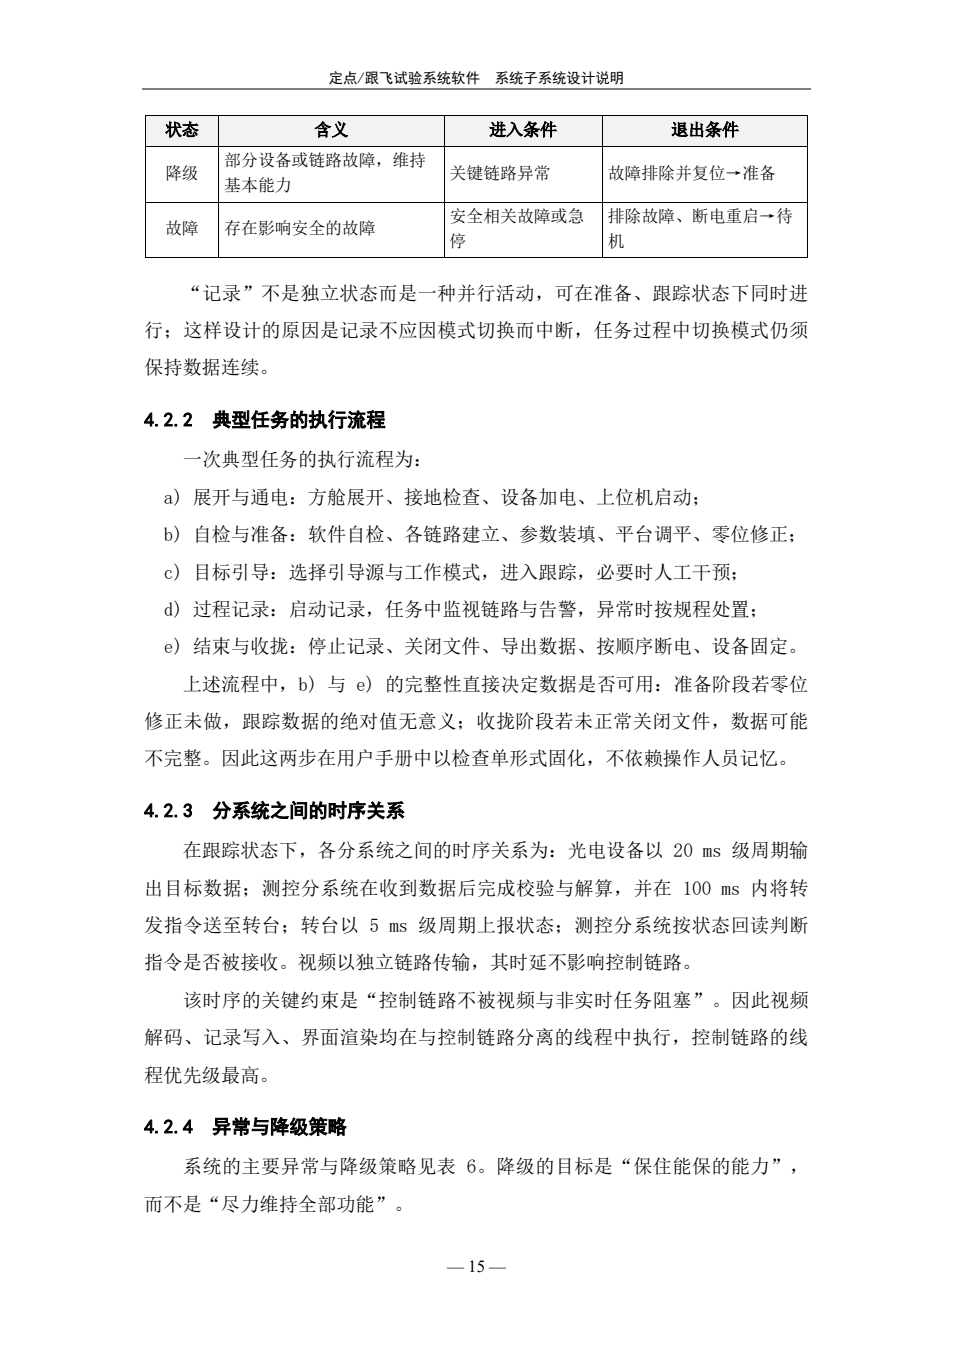 定点/跟飞试验系统软件　系统子系统设计说明
状态 含义 进入条件 退出条件
降级 部分设备或链路故障，维持基本能力 关键链路异常 故障排除并复位→准备
故障 存在影响安全的故障 安全相关故障或急停 排除故障、断电重启→待机
“记录”不是独立状态而是一种并行活动，可在准备、跟踪状态下同时进
行；这样设计的原因是记录不应因模式切换而中断，任务过程中切换模式仍须
保持数据连续。
4.2.2　典型任务的执行流程
一次典型任务的执行流程为：
a) 展开与通电：方舱展开、接地检查、设备加电、上位机启动；
b) 自检与准备：软件自检、各链路建立、参数装填、平台调平、零位修正；
c) 目标引导：选择引导源与工作模式，进入跟踪，必要时人工干预；
d) 过程记录：启动记录，任务中监视链路与告警，异常时按规程处置；
e) 结束与收拢：停止记录、关闭文件、导出数据、按顺序断电、设备固定。
上述流程中，b) 与 e) 的完整性直接决定数据是否可用：准备阶段若零位
修正未做，跟踪数据的绝对值无意义；收拢阶段若未正常关闭文件，数据可能
不完整。因此这两步在用户手册中以检查单形式固化，不依赖操作人员记忆。
4.2.3　分系统之间的时序关系
在跟踪状态下，各分系统之间的时序关系为：光电设备以 20 ms 级周期输
出目标数据；测控分系统在收到数据后完成校验与解算，并在 100 ms 内将转
发指令送至转台；转台以 5 ms 级周期上报状态；测控分系统按状态回读判断
指令是否被接收。视频以独立链路传输，其时延不影响控制链路。
该时序的关键约束是“控制链路不被视频与非实时任务阻塞”。因此视频
解码、记录写入、界面渲染均在与控制链路分离的线程中执行，控制链路的线
程优先级最高。
4.2.4　异常与降级策略
系统的主要异常与降级策略见表 6。降级的目标是“保住能保的能力”，
而不是“尽力维持全部功能”。
— 15 —